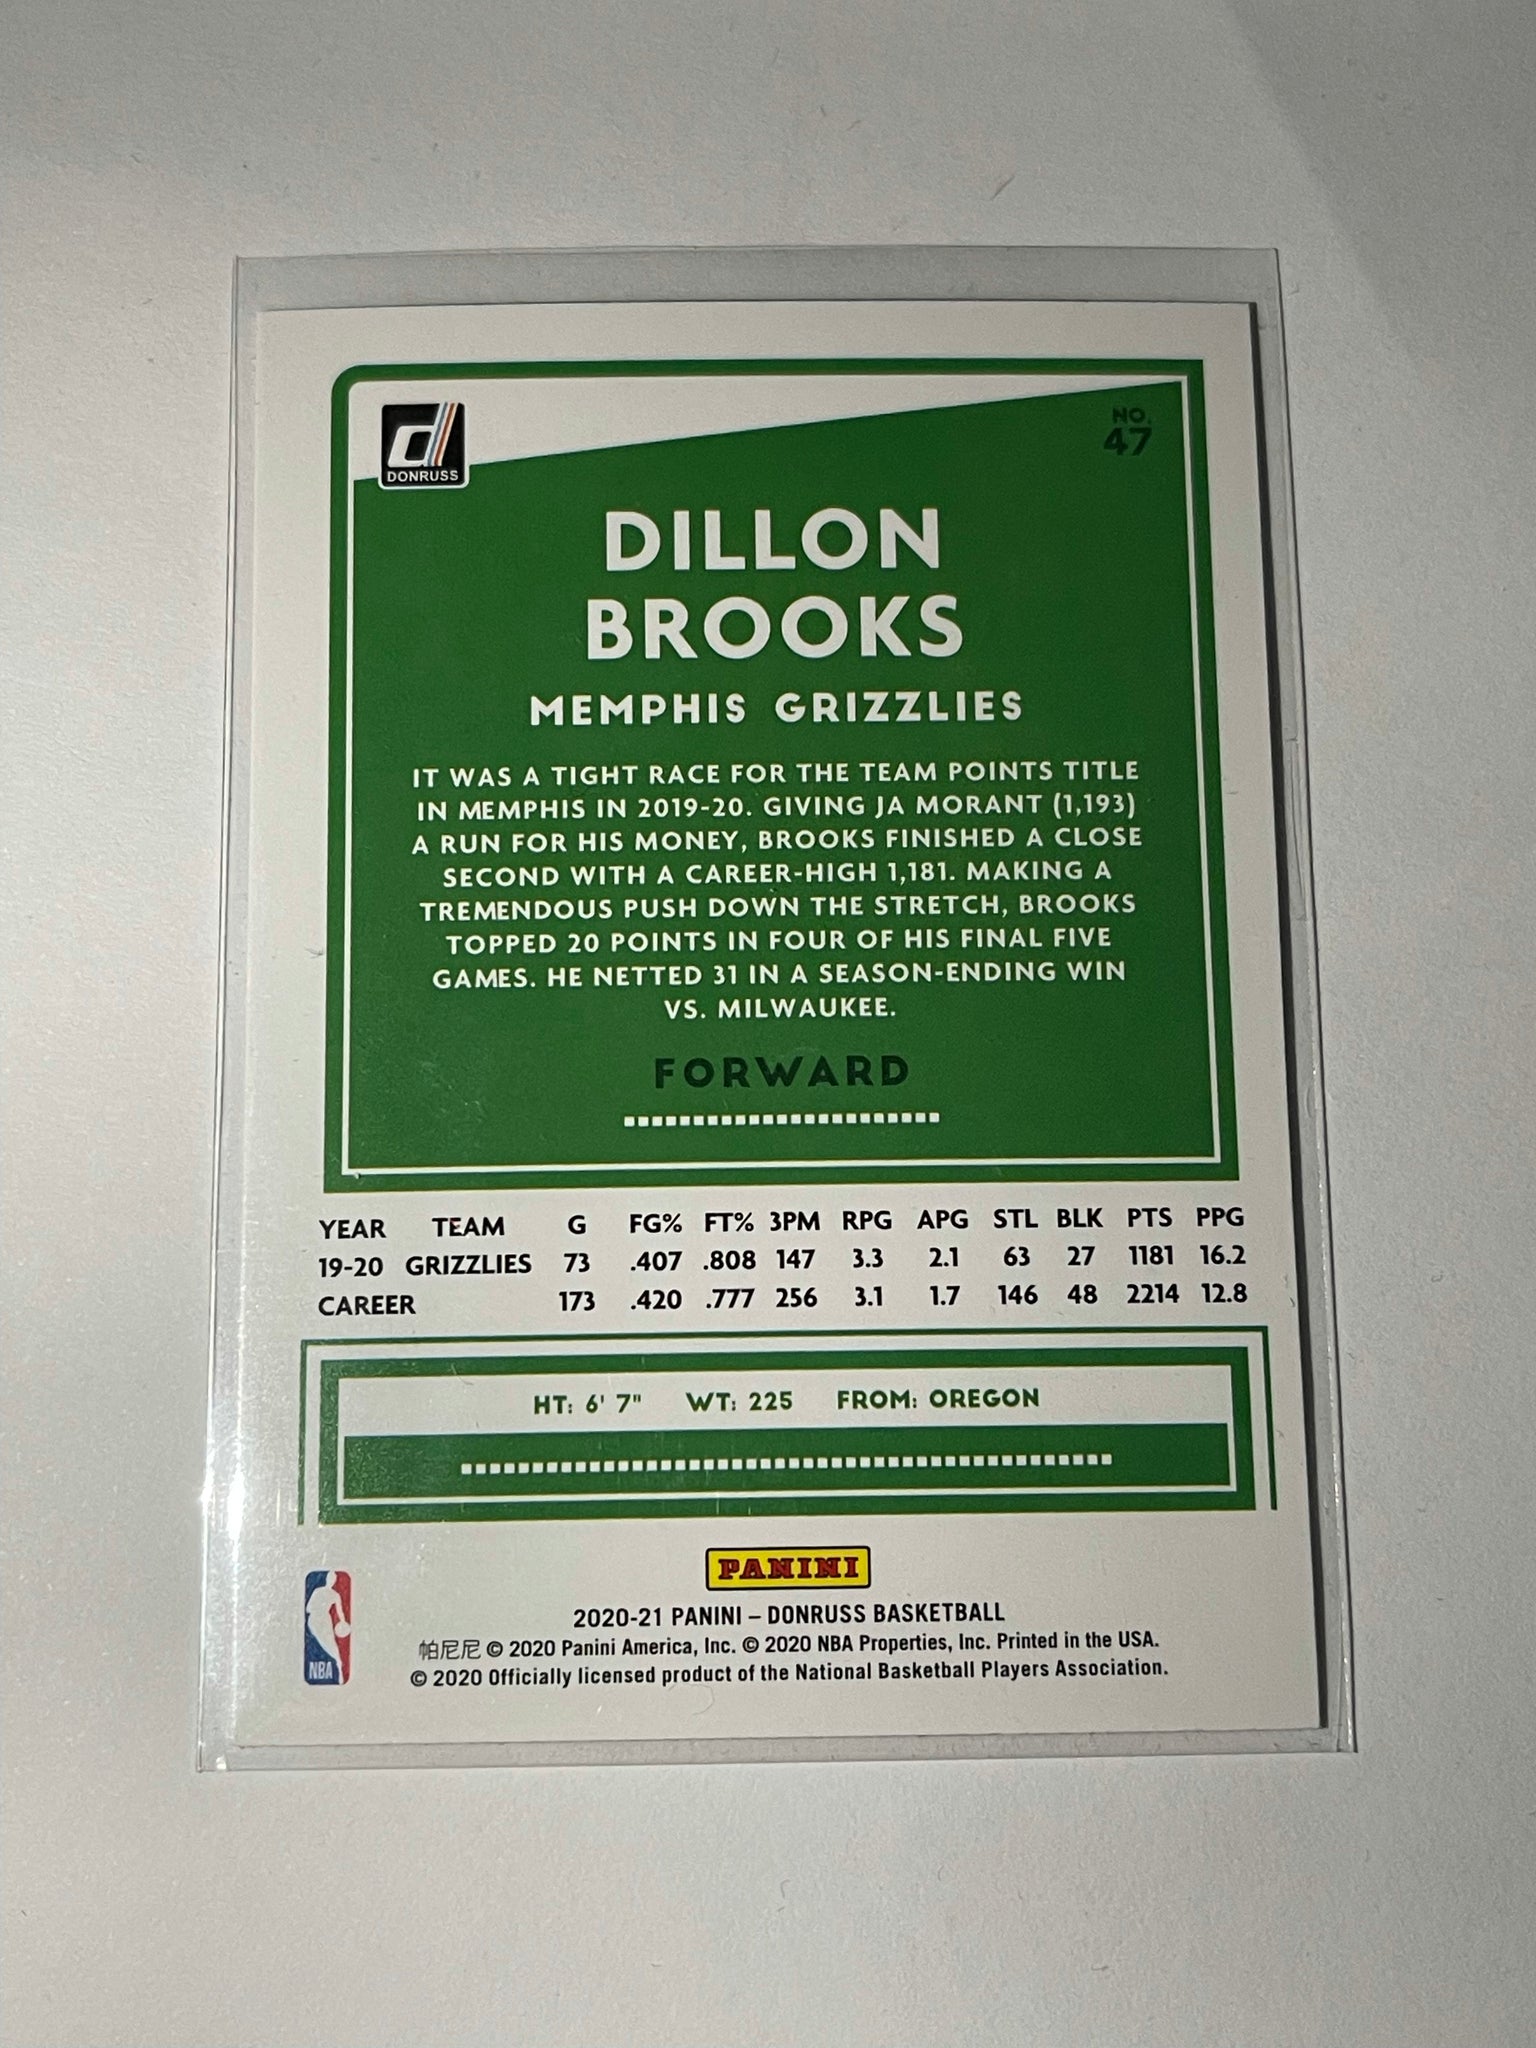 DONRUSS
NO.
47
DILLON
BROOKS
MEMPHIS GRIZZLIES
IT WAS A TIGHT RACE FOR THE TEAM POINTS TITLE
IN MEMPHIS IN 2019-20. GIVING JA MORANT (1,193)
A RUN FOR HIS MONEY, BROOKS FINISHED A CLOSE
SECOND WITH A CAREER-HIGH 1,181. MAKING A
TREMENDOUS PUSH DOWN THE STRETCH, BROOKS
TOPPED 20 POINTS IN FOUR OF HIS FINAL FIVE
GAMES. HE NETTED 31 IN A SEASON-ENDING WIN
VS. MILWAUKEE.
FORWARD
YEAR TEAM G FG% FT% 3PM RPG APG STL BLK PTS PPG
19-20 GRIZZLIES 73 .407 .808 147 3.3 2.1 63 27 1181 16.2
CAREER 173 .420 .777 256 3.1 1.7 146 48 2214 12.8
HT: 6' 7" WT: 225 FROM: OREGON
PANINI
2020-21 PANINI – DONRUSS BASKETBALL
帕尼尼 © 2020 Panini America, Inc. © 2020 NBA Properties, Inc. Printed in the USA.
© 2020 Officially licensed product of the National Basketball Players Association.
NBA